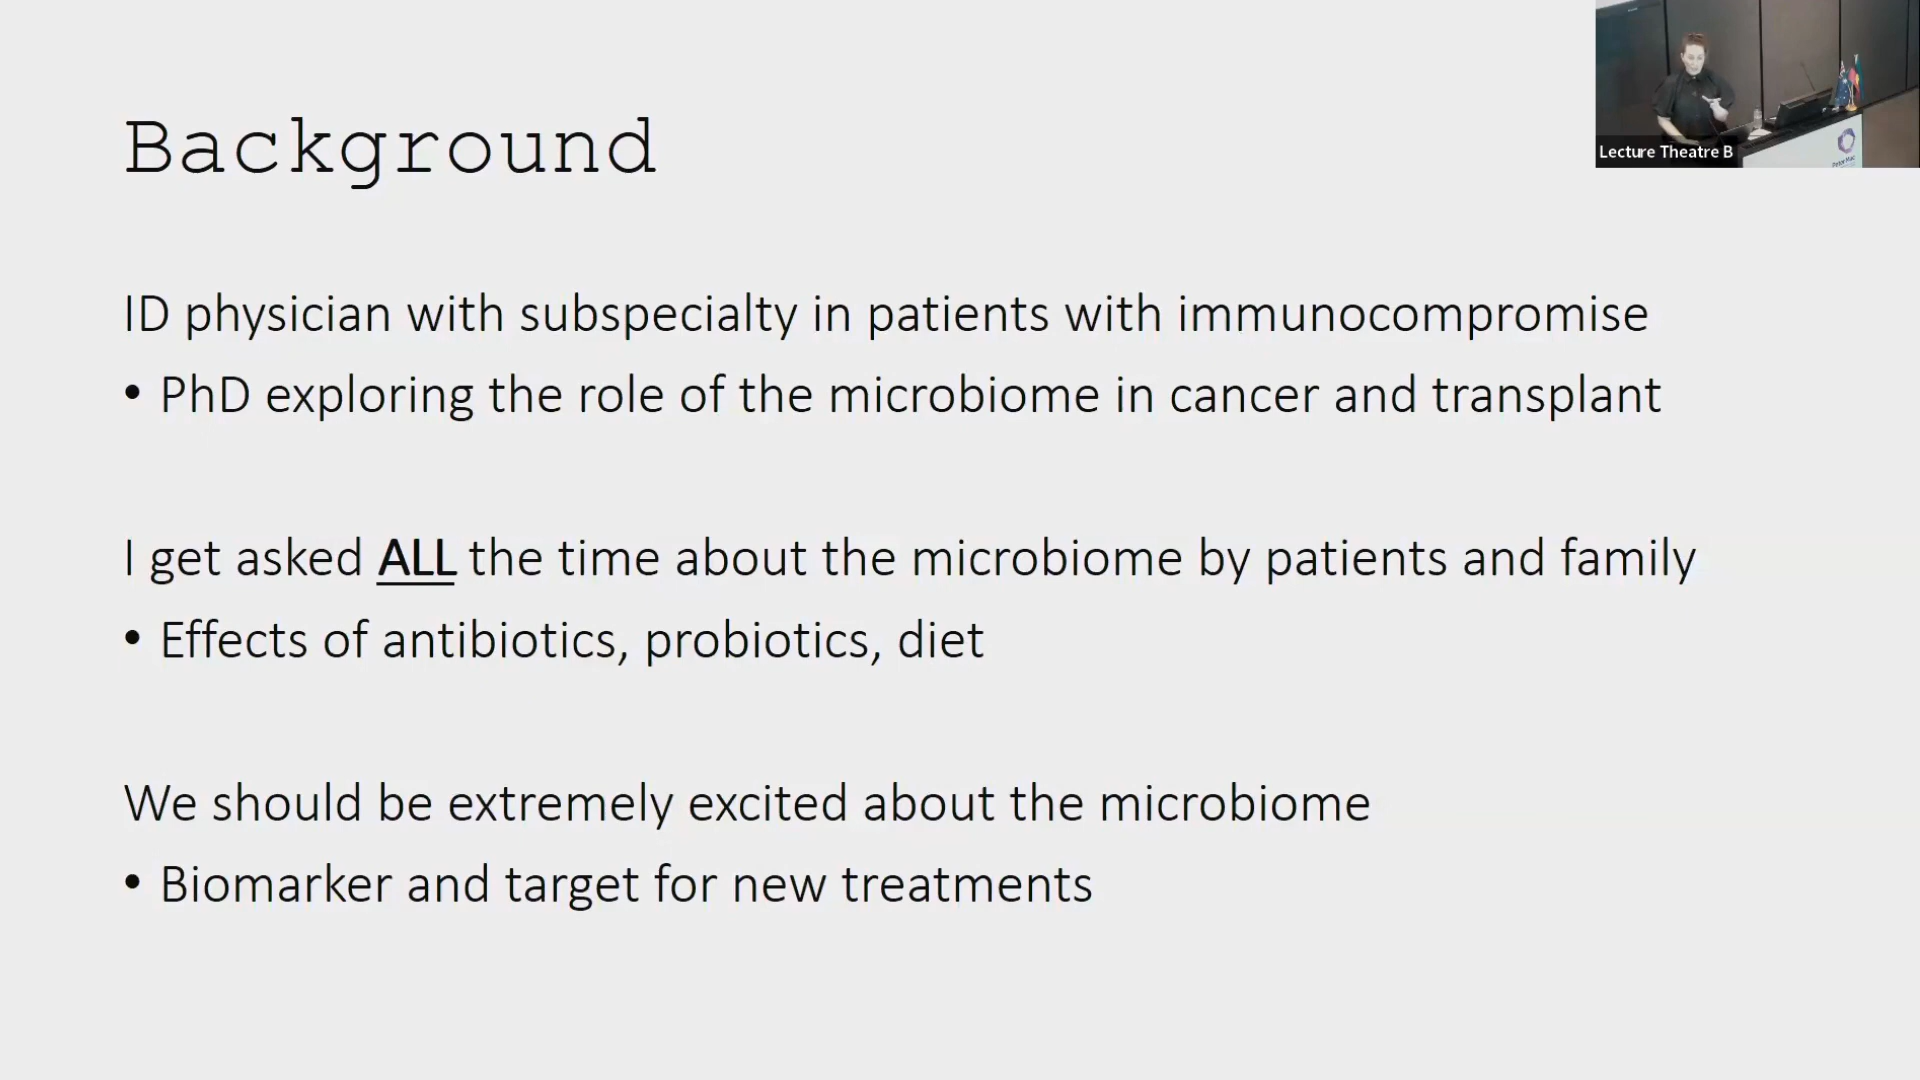 Background
Lecture Theatre B
ID physician with subspecialty in patients with immunocompromise
• PhD exploring the role of the microbiome in cancer and transplant
I get asked ALL the time about the microbiome by patients and family
• Effects of antibiotics, probiotics, diet
We should be extremely excited about the microbiome
• Biomarker and target for new treatments